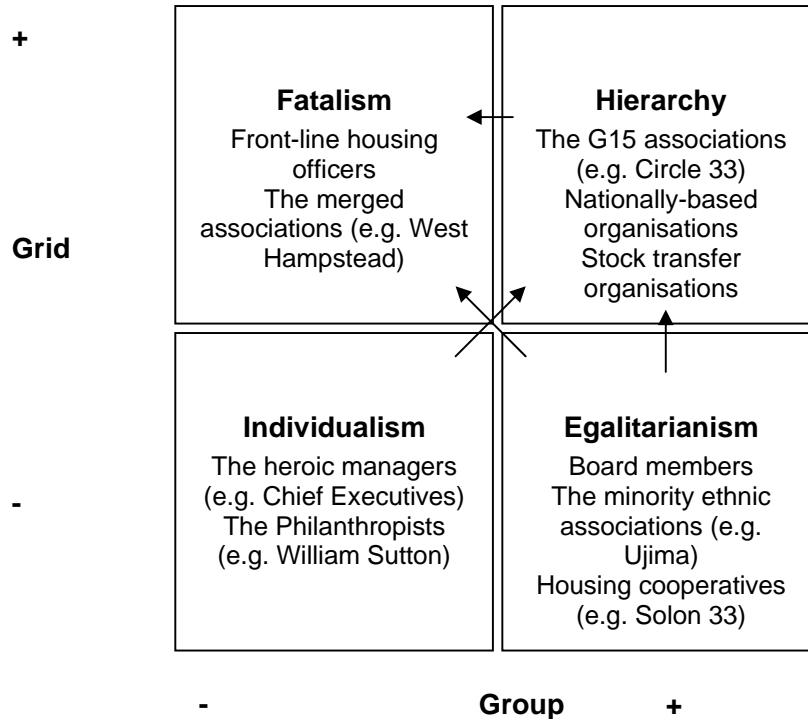 +
Fatalism
Front-line housing
officers
The merged
associations (e.g. West
Hampstead)
Hierarchy
The G15 associations
(e.g. Circle 33)
Nationally-based
organisations
Stock transfer
organisations
Grid
Individualism
The heroic managers
(e.g. Chief Executives)
The Philanthropists
(e.g. William Sutton)
Egalitarianism
Board members
The minority ethnic
associations (e.g.
Ujima)
Housing cooperatives
(e.g. Solon 33)
-
-
Group
+